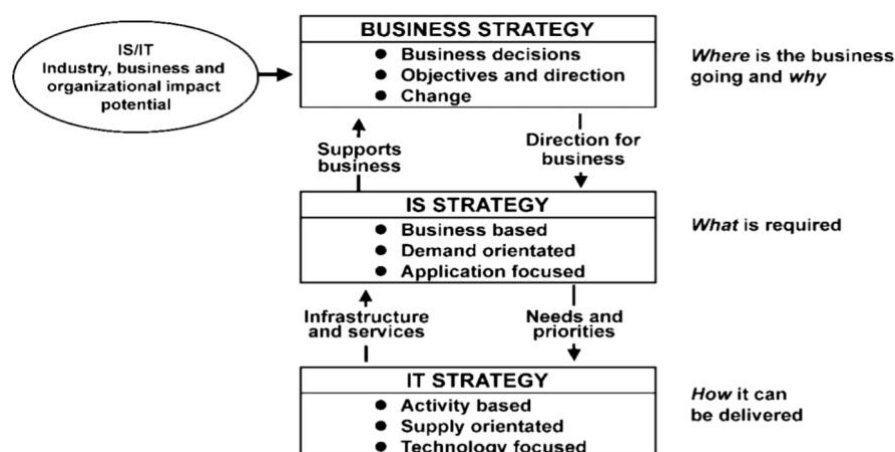 IS/IT
Industry, business and
organizational impact
potential
BUSINESS STRATEGY
● Business decisions
● Objectives and direction
● Change
Where is the business
going and why
Supports
business
Direction for
business
IS STRATEGY
● Business based
● Demand orientated
● Application focused
What is required
Infrastructure
and services
Needs and
priorities
IT STRATEGY
● Activity based
● Supply orientated
● Technology focused
How it can
be delivered